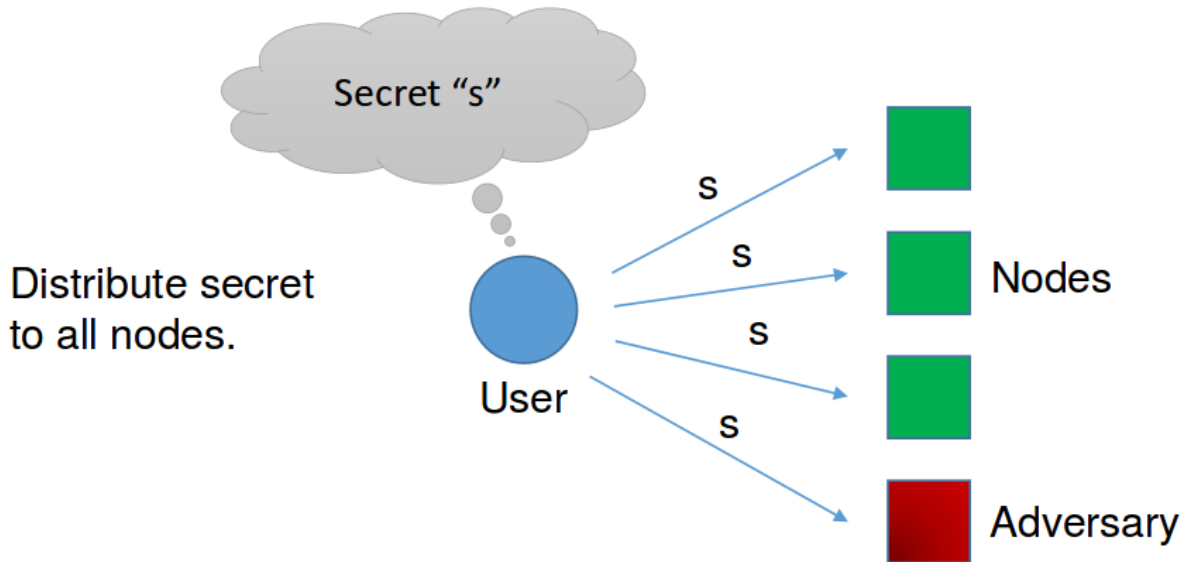 Secret “s”
s
s
Distribute secret
to all nodes.
Nodes
s
User
s
Adversary